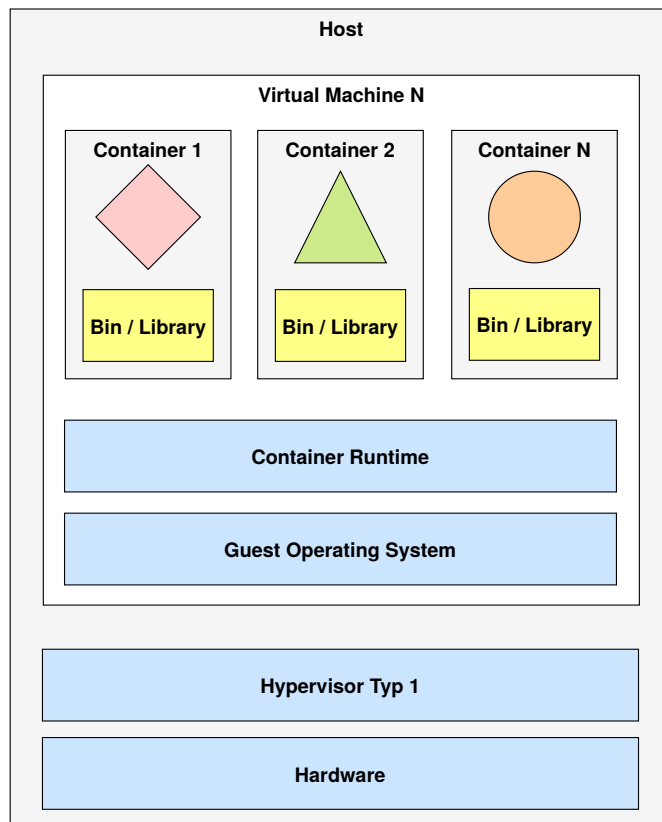 Host
Virtual Machine N
Container 1
Container 2
Container N
Bin / Library
Bin / Library
Bin / Library
Container Runtime
Guest Operating System
Hypervisor Typ 1
Hardware